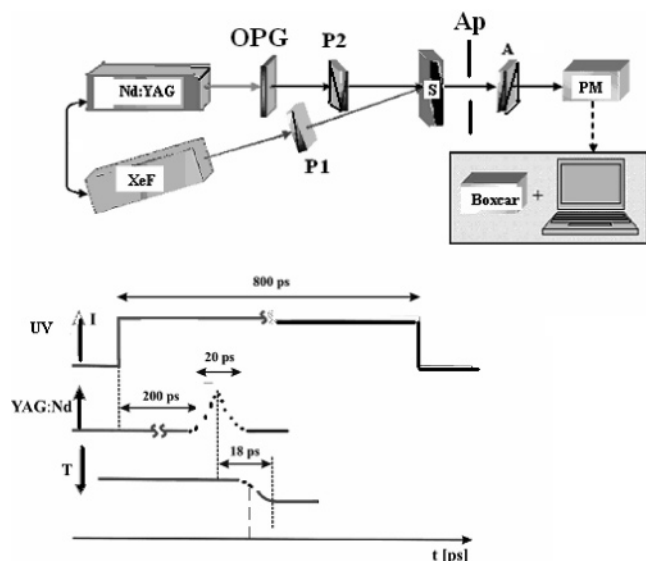 Ap
OPG
P2
A
Nd:YAG
S
PM
P1
XeF
Boxcar +
800 ps
I
UV
20 ps
200 ps
YAG:Nd
18 ps
T
t [ps]